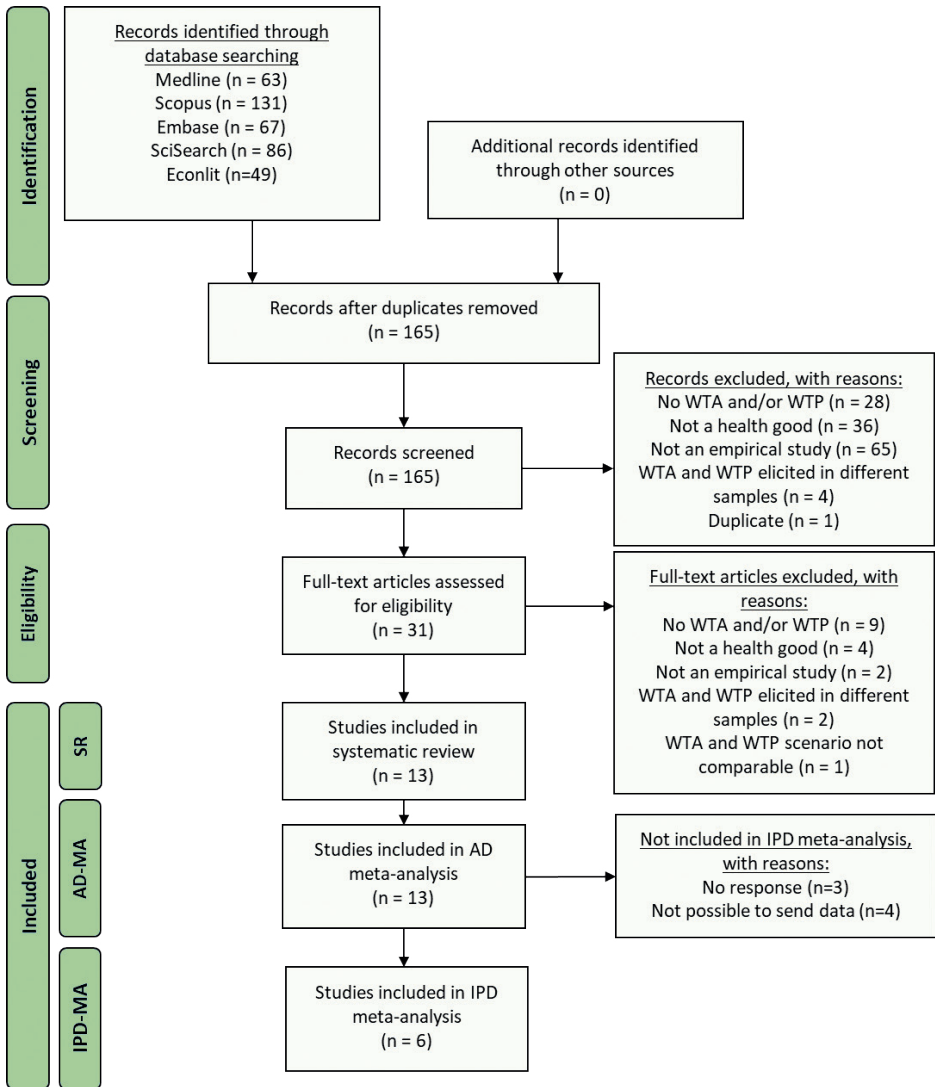 Identification
Records identified through
database searching
Medline (n = 63)
Scopus (n = 131)
Embase (n = 67)
SciSearch (n = 86)
Econlit (n=49)
Additional records identified
through other sources
(n = 0)
Screening
Records after duplicates removed
(n = 165)
Records screened
(n = 165)
Records excluded, with reasons:
No WTA and/or WTP (n = 28)
Not a health good (n = 36)
Not an empirical study (n = 65)
WTA and WTP elicited in different
samples (n = 4)
Duplicate (n = 1)
Eligibility
Full-text articles assessed
for eligibility
(n = 31)
Full-text articles excluded, with
reasons:
No WTA and/or WTP (n = 9)
Not a health good (n = 4)
Not an empirical study (n = 2)
WTA and WTP elicited in different
samples (n = 2)
WTA and WTP scenario not
comparable (n = 1)
Included
SR
Studies included in
systematic review
(n = 13)
AD-MA
Studies included in AD
meta-analysis
(n = 13)
Not included in IPD meta-analysis,
with reasons:
No response (n=3)
Not possible to send data (n=4)
IPD-MA
Studies included in IPD
meta-analysis
(n = 6)